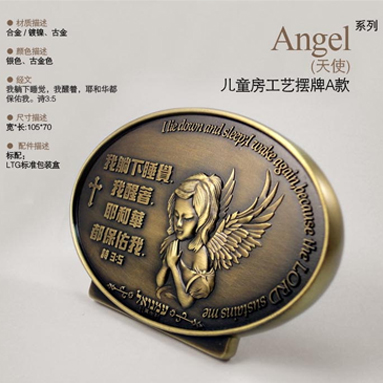 Angel 系列
(天使)
儿童房工艺摆牌A款
● 材质描述
合金 / 镀镍、古金
● 颜色描述
银色、古金色
● 经文
我躺下睡觉，我醒着，耶和华都
保佑我。诗3:5
● 尺寸描述
宽*长:105*70
● 配件描述
标配:
LTG标准包装盒
I lie down and sleep;I wake again,because the LORD sustains me
我躺下睡覺,
我醒着,
耶和華
都保佑我.
詩 3:5